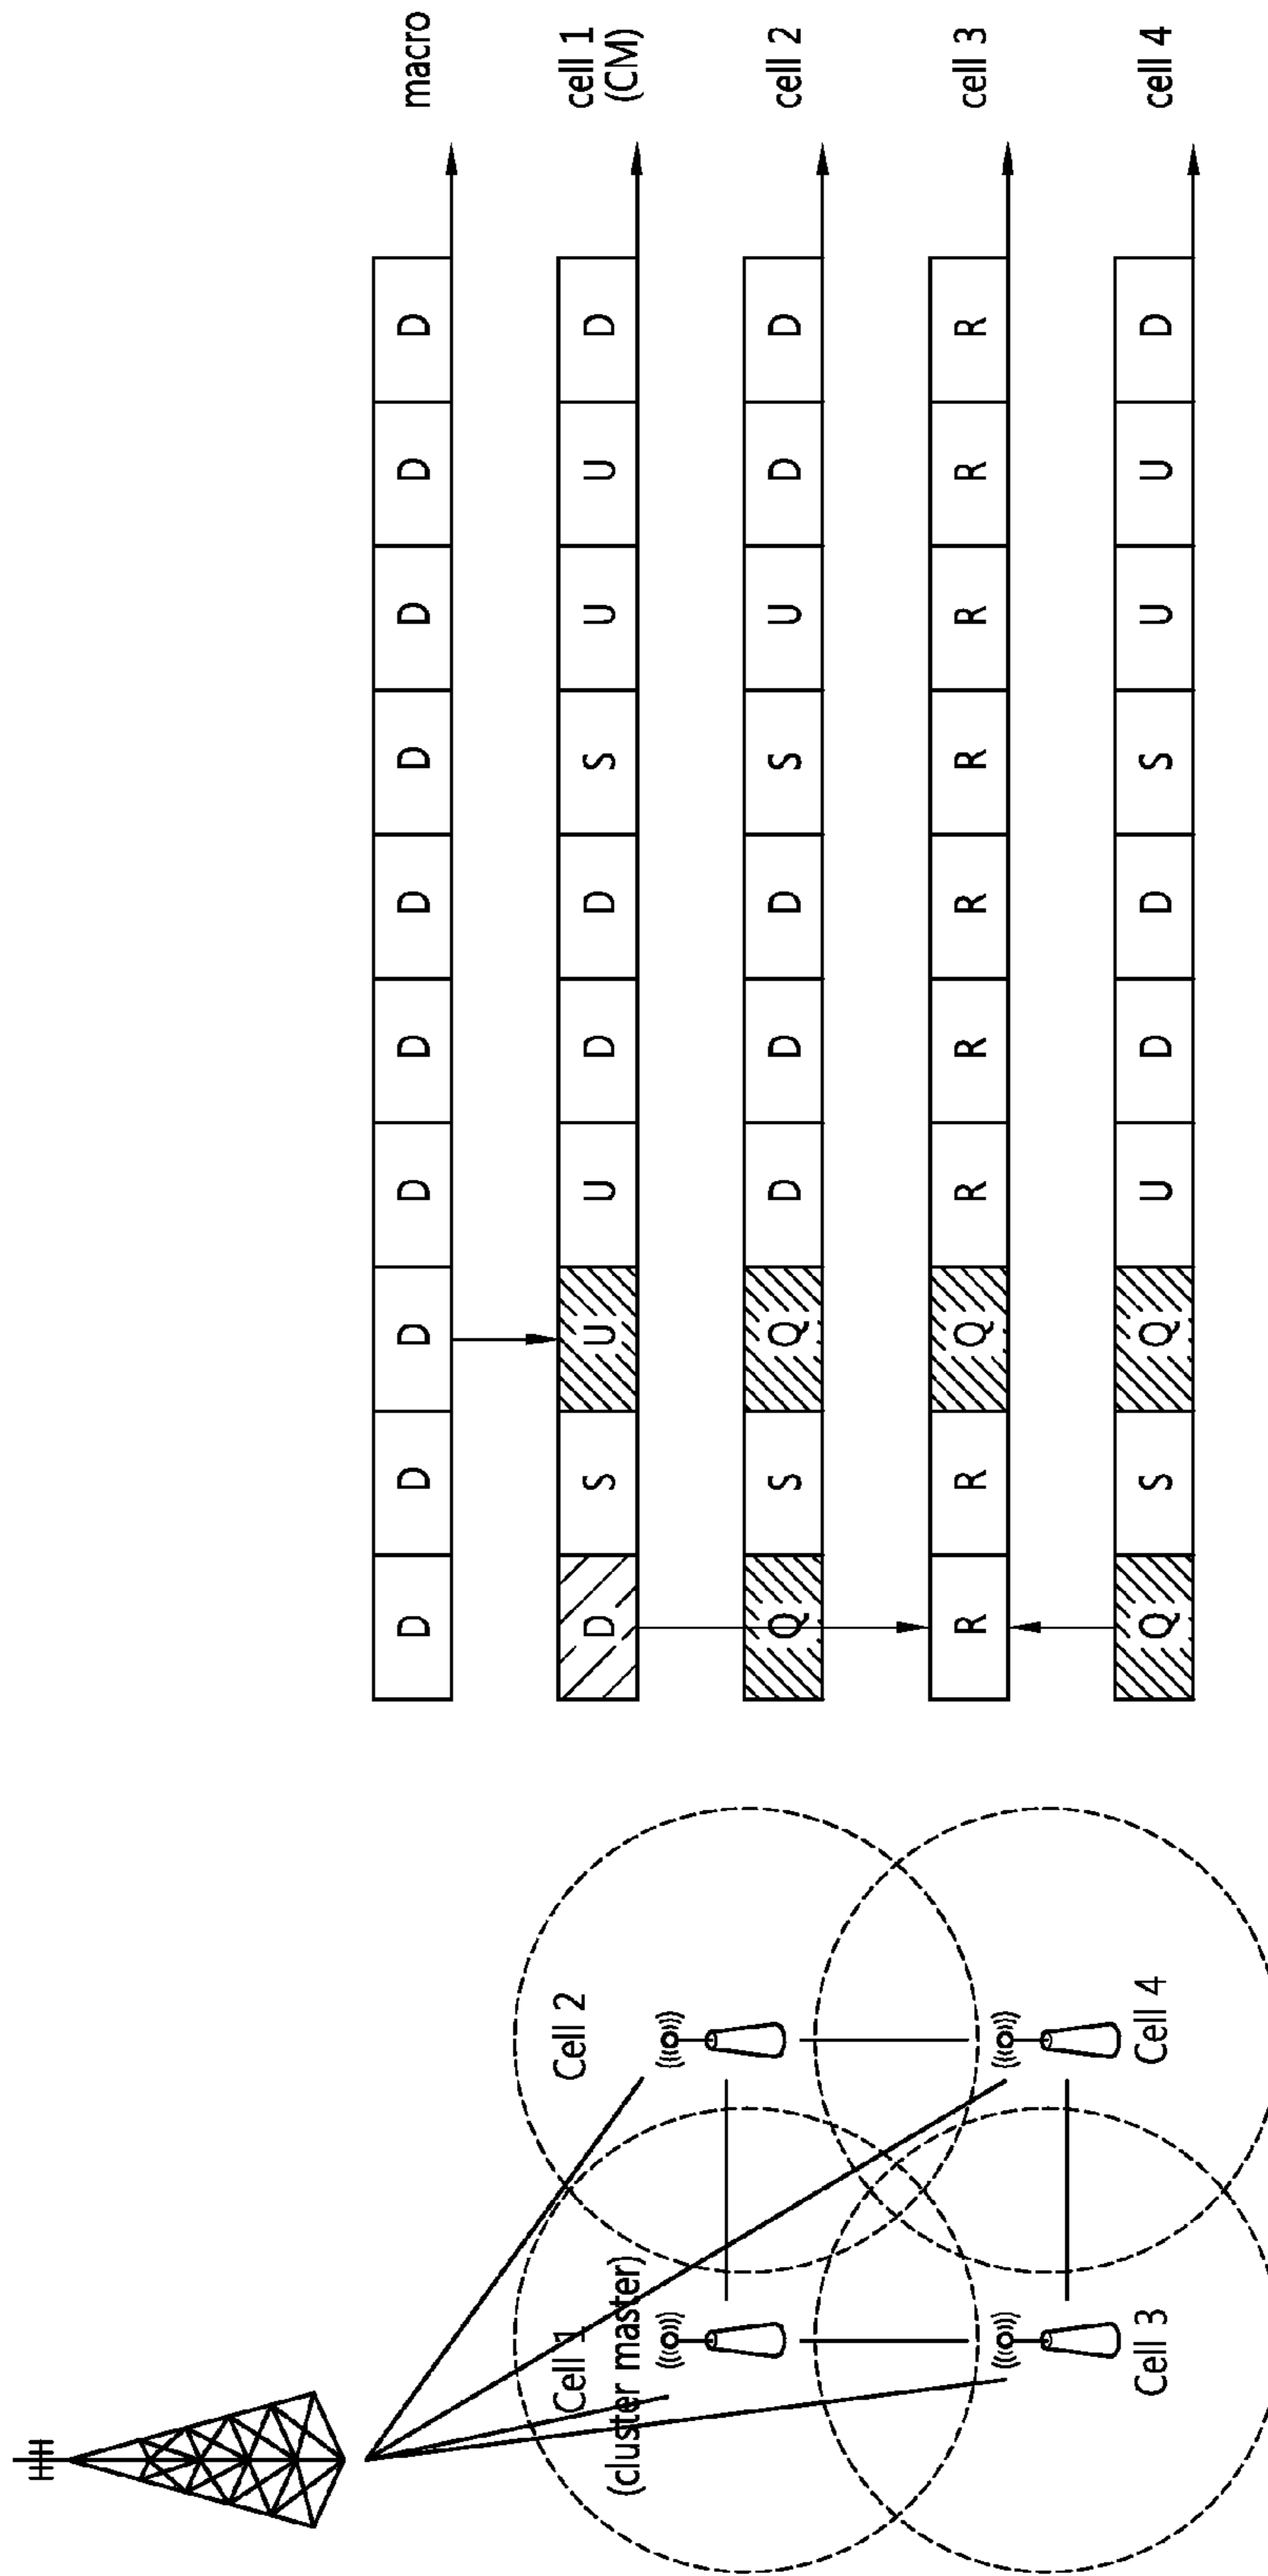 Cell 1
(cluster master)
Cell 2
Cell 3
Cell 4
D D D D D D D D D D macro
D S U U D D S U U D cell 1
(CM)
Q S Q D D D S U D D cell 2
R R Q R R R R R R R cell 3
Q S Q U D D S U U D cell 4